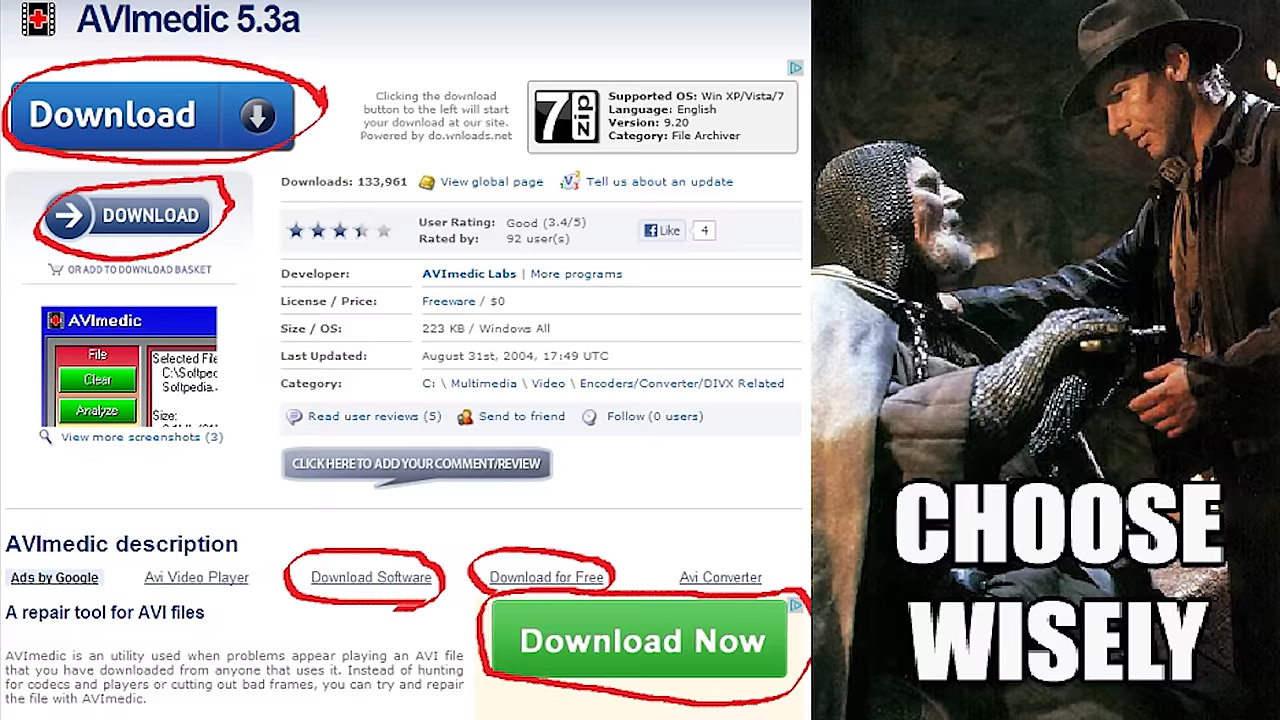 AVImedic 5.3a
Download
Clicking the download
button to the left will start
your download at our site.
Powered by do.wnloads.net
7zip
Supported OS: Win XP/Vista/7
Language: English
Version: 9.20
Category: File Archiver
DOWNLOAD
OR ADD TO DOWNLOAD BASKET
Downloads: 133,961 View global page Tell us about an update
User Rating: Good (3.4/5)
Rated by: 92 user(s)
Like 4
Developer: AVImedic Labs | More programs
License / Price: Freeware / $0
Size / OS: 223 KB / Windows All
Last Updated: August 31st, 2004, 17:49 UTC
Category: C: \ Multimedia \ Video \ Encoders/Converter/DIVX Related
Read user reviews (5) Send to friend Follow (0 users)
CLICK HERE TO ADD YOUR COMMENT/REVIEW
AVImedic
File
Clear
Analyze
Selected File
C:\Softpec
Softpedia.
Size:
View more screenshots (3)
AVImedic description
Ads by Google Avi Video Player Download Software Download for Free Avi Converter
A repair tool for AVI files
AVImedic is an utility used when problems appear playing an AVI file
that you have downloaded from anyone that uses it. Instead of hunting
for codecs and players or cutting out bad frames, you can try and repair
the file with AVImedic.
Download Now
CHOOSE
WISELY